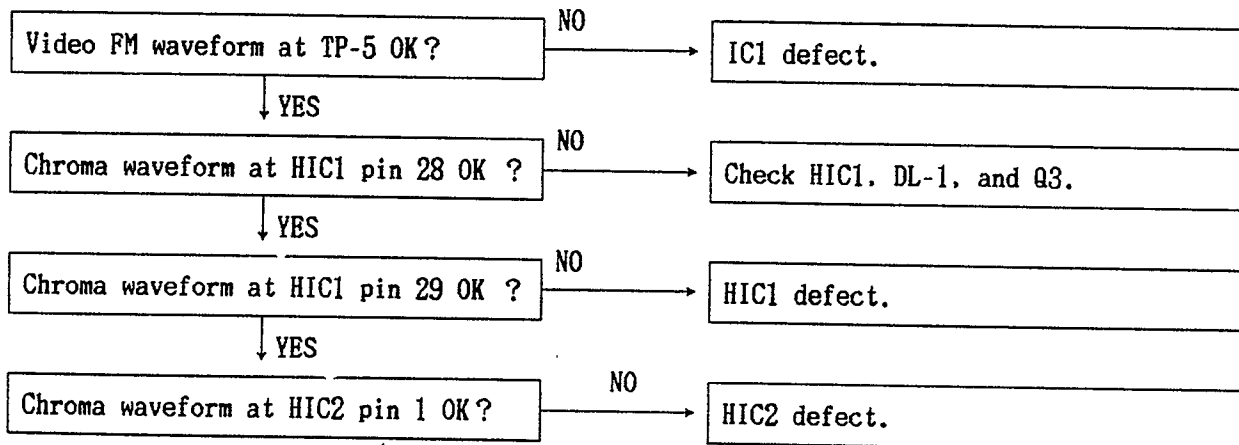 Video FM waveform at TP-5 OK?
NO
IC1 defect.
YES
Chroma waveform at HIC1 pin 28 OK ?
NO
Check HIC1, DL-1, and Q3.
YES
Chroma waveform at HIC1 pin 29 OK ?
NO
HIC1 defect.
YES
Chroma waveform at HIC2 pin 1 OK?
NO
HIC2 defect.